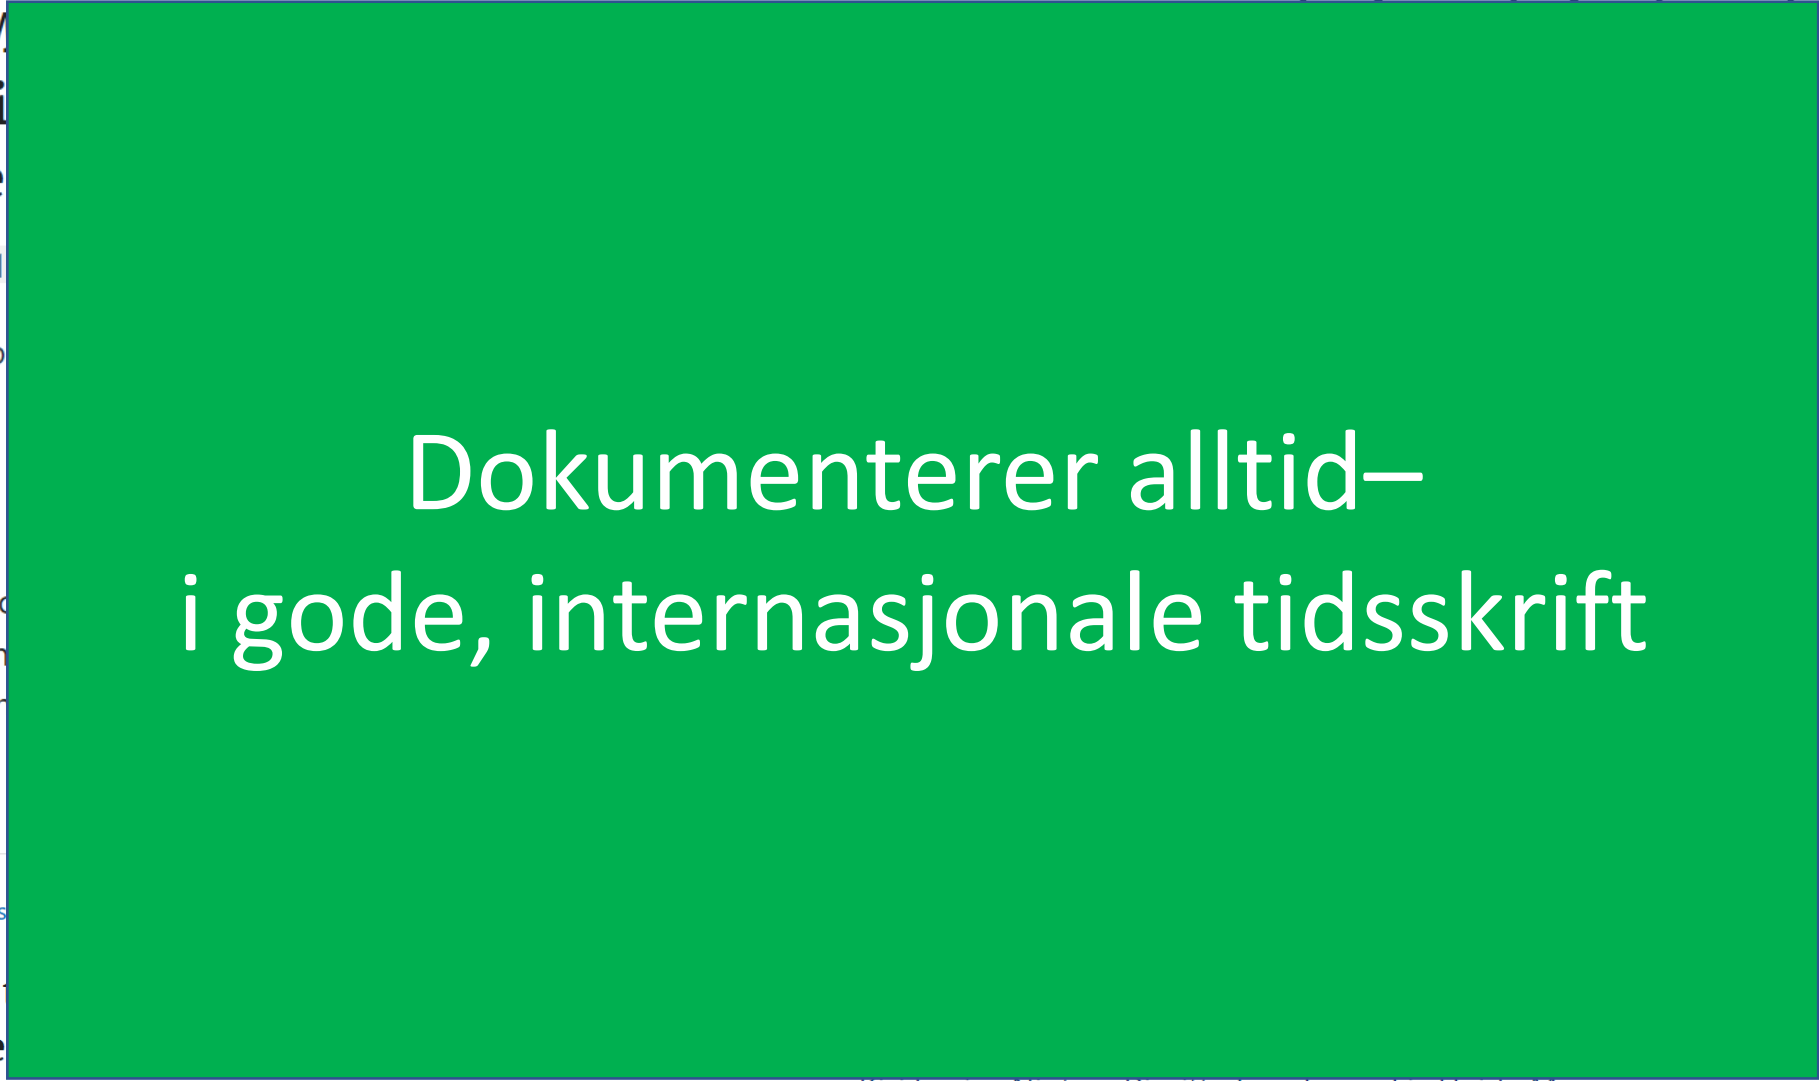 Dokumenterer alltid–
i gode, internasjonale tidsskrift